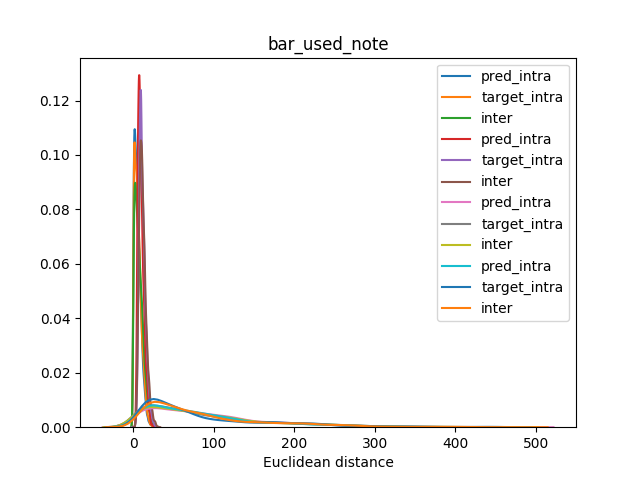 bar_used_note
pred_intra
target_intra
inter
pred_intra
target_intra
inter
pred_intra
target_intra
inter
pred_intra
target_intra
inter
0.12
0.10
0.08
0.06
0.04
0.02
0.00
0 100 200 300 400 500
Euclidean distance